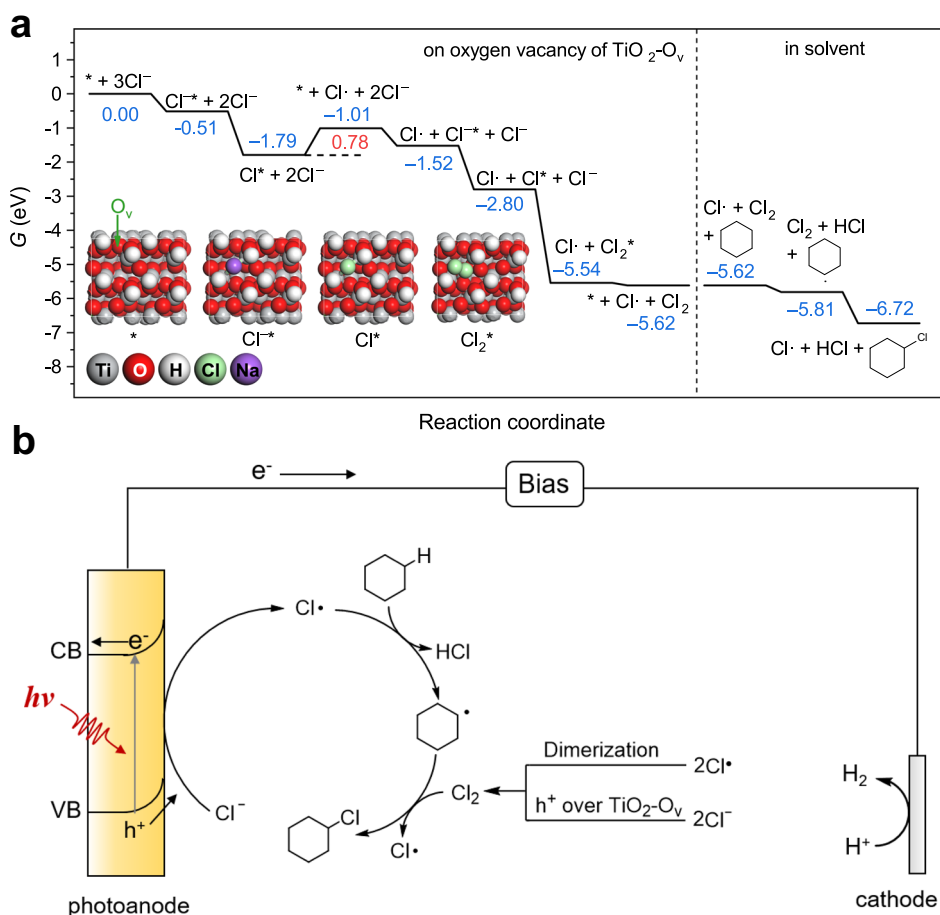 a
on oxygen vacancy of TiO2-Ov
in solvent
G (eV)
1
0
-1
-2
-3
-4
-5
-6
-7
-8
* + 3Cl⁻
0.00
Cl⁻* + 2Cl⁻
-0.51
–1.79
Cl* + 2Cl⁻
* + Cl· + 2Cl⁻
–1.01
0.78
Cl· + Cl⁻* + Cl⁻
–1.52
Cl· + Cl* + Cl⁻
–2.80
Cl· + Cl2*
–5.54
* + Cl· + Cl2
–5.62
Cl· + Cl2
+
–5.62
Cl2 + HCl
+
–5.81
–6.72
Cl· + HCl +
Cl
Ov
*
Cl⁻*
Cl*
Cl2*
Ti
O
H
Cl
Na
Reaction coordinate
b
e-
Bias
CB
e-
hν
VB
h+
Cl⁻
photoanode
Cl•
H
HCl
•
Cl2
Cl
Cl•
Dimerization
2Cl•
h+ over TiO2-Ov
2Cl⁻
H2
H+
cathode